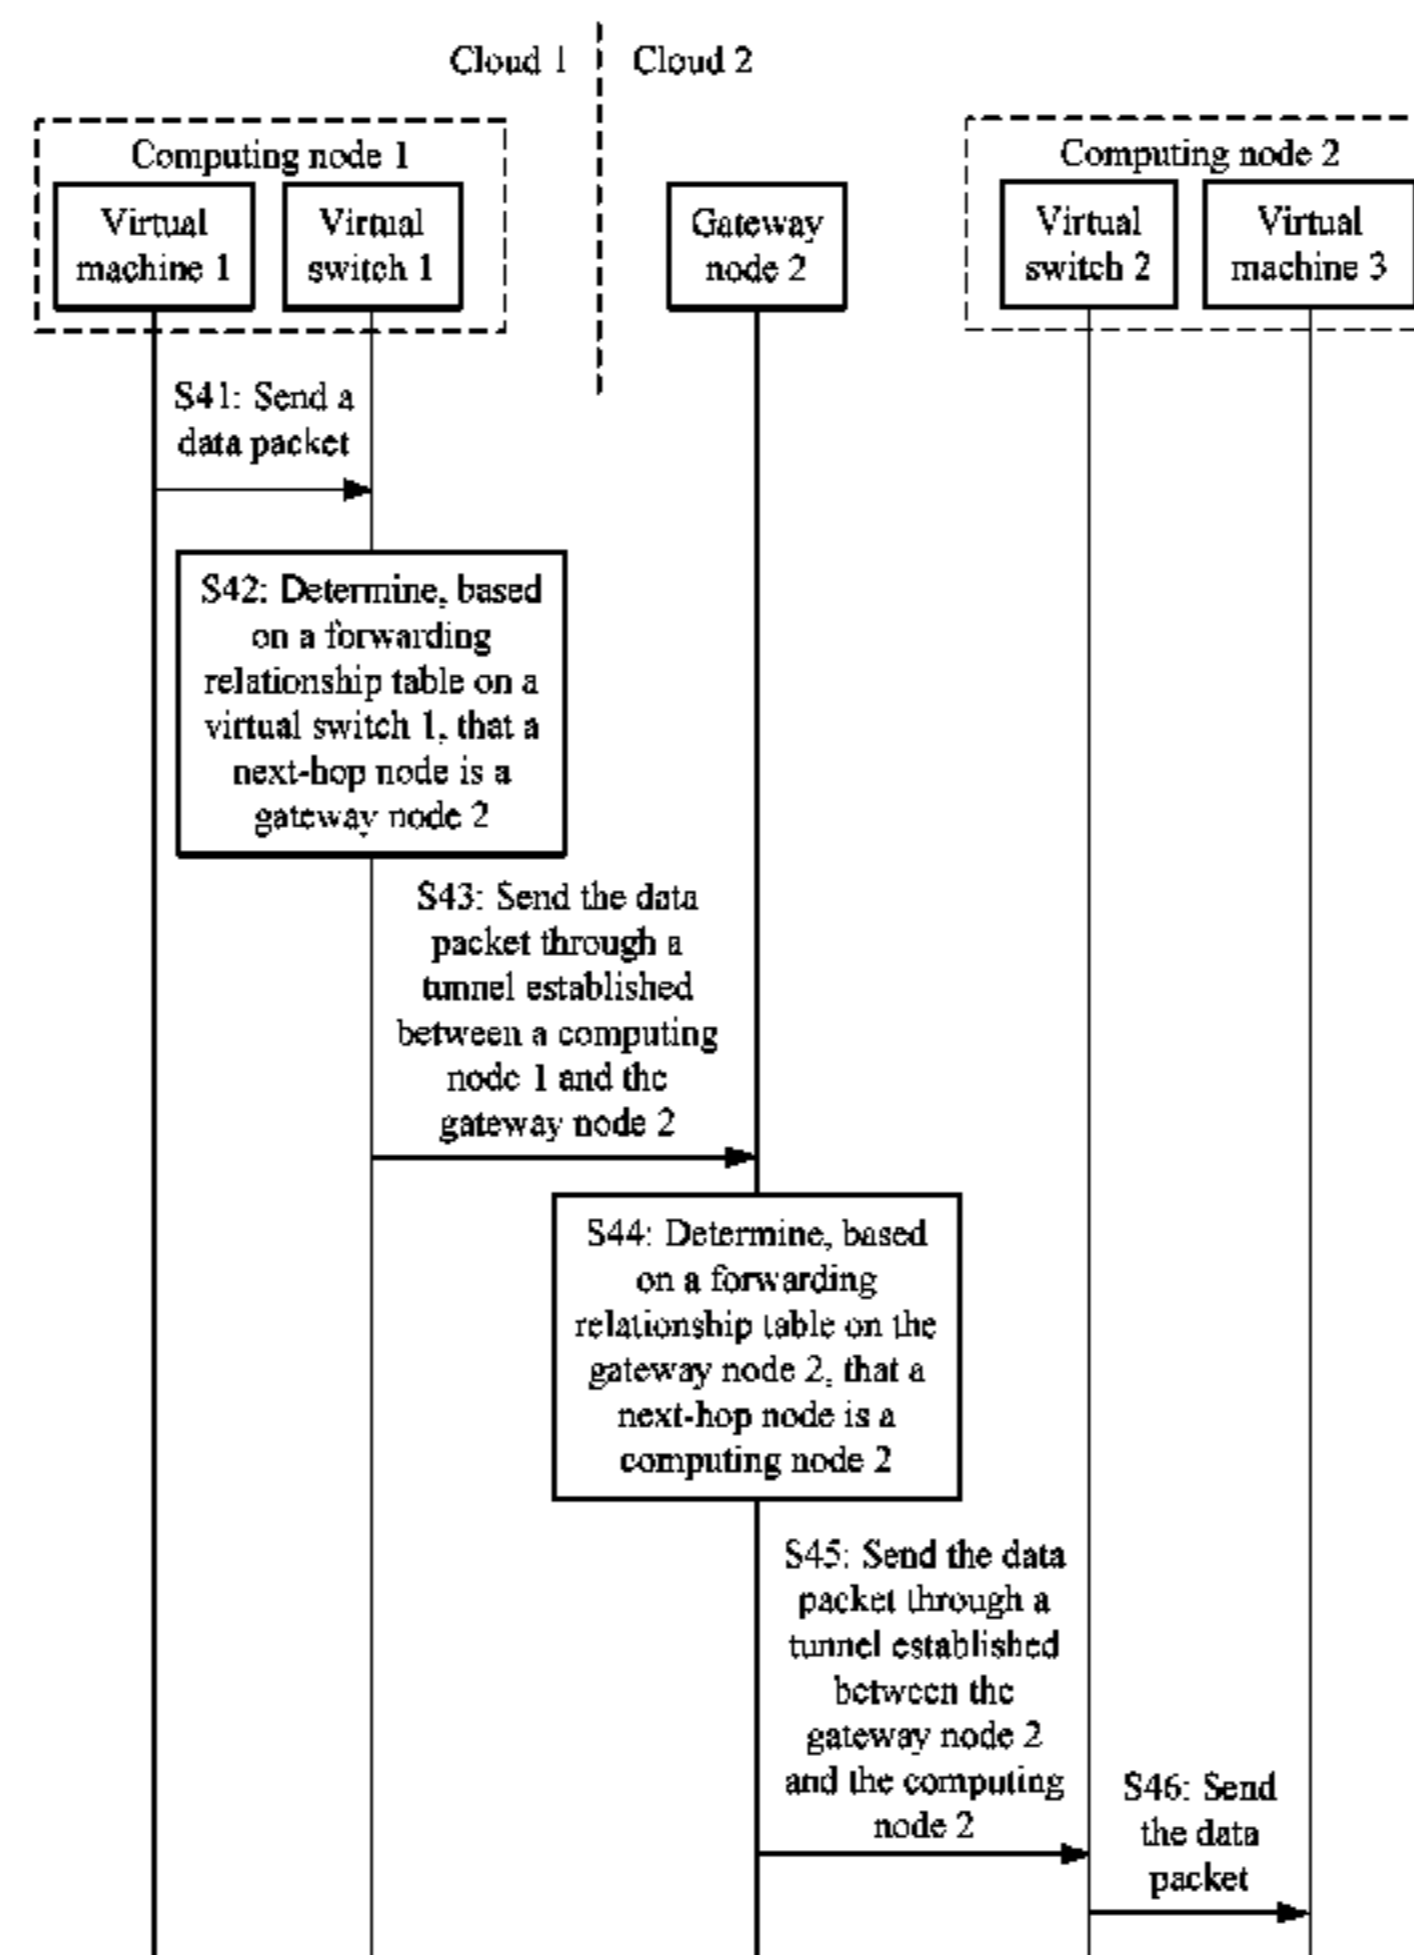 Cloud 1
Cloud 2
Computing node 1
Computing node 2
Virtual
machine 1
Virtual
switch 1
Gateway
node 2
Virtual
switch 2
Virtual
machine 3
S41: Send a
data packet
S42: Determine, based
on a forwarding
relationship table on a
virtual switch 1, that a
next-hop node is a
gateway node 2
S43: Send the data
packet through a
tunnel established
between a computing
node 1 and the
gateway node 2
S44: Determine, based
on a forwarding
relationship table on the
gateway node 2, that a
next-hop node is a
computing node 2
S45: Send the data
packet through a
tunnel established
between the
gateway node 2
and the computing
node 2
S46: Send
the data
packet